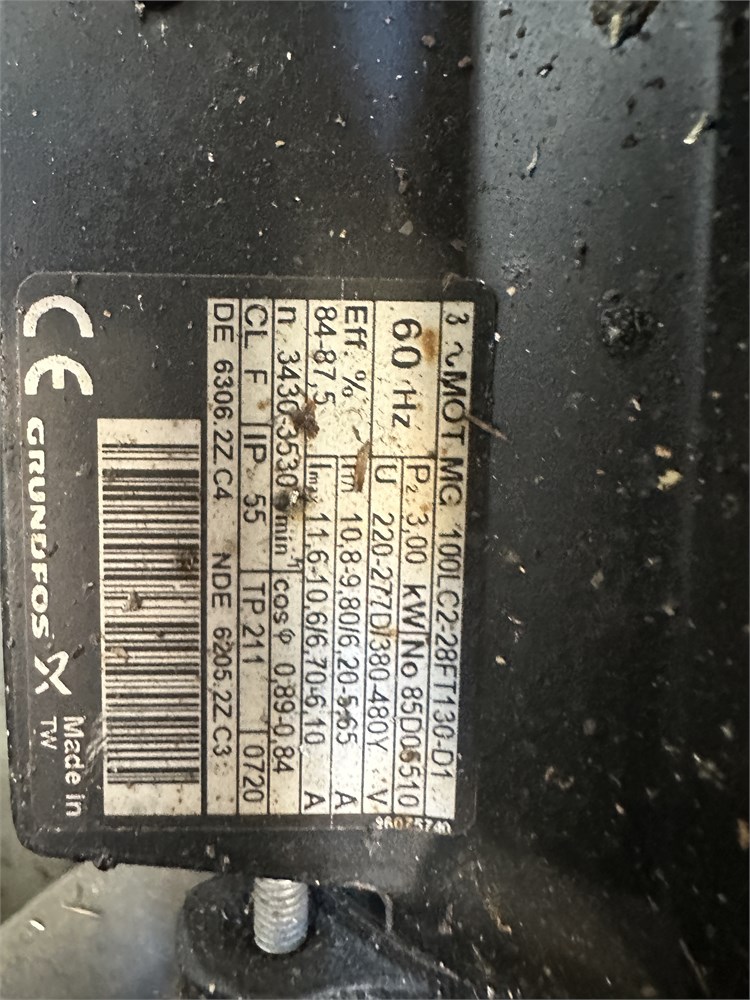 3 ~ MOT MG 100LC2-28FT130-D1
60 Hz
P2 3,00 kW No 85D06510
U 220-277D/380-480Y V
Eff. %
84-87,5
10,8-9,80/6,20-5,65 A
Imax 11,6-10,6/6,70-6,10 A
n 3430-3530 min-1 cos φ 0,89-0,84
CL F IP 55 TP 211 0720
DE 6306.2Z.C4 NDE 6205.2Z.C3
CE GRUNDFOS
Made in
TW